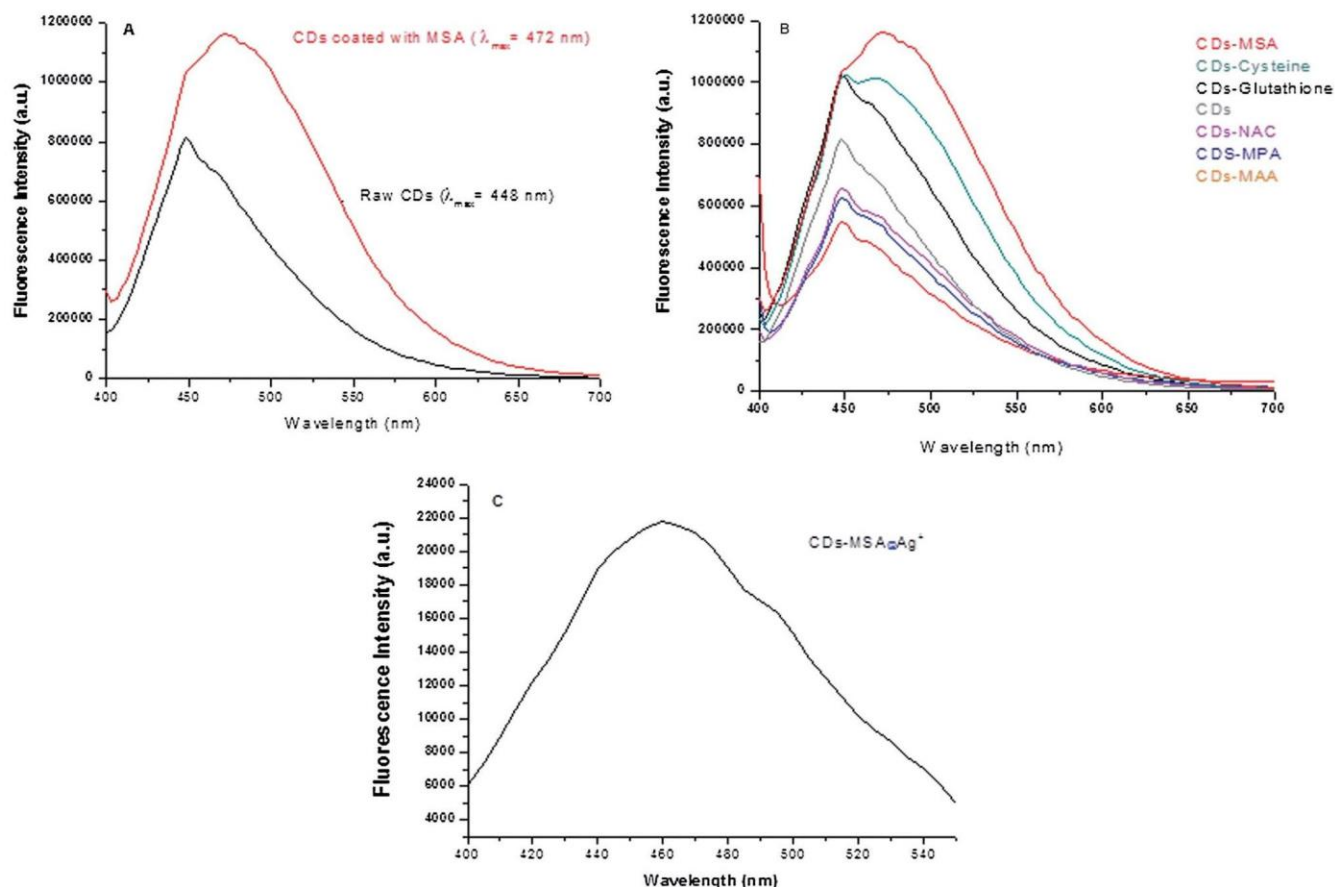 A
CDs coated with MSA (λmax= 472 nm)
Raw CDs (λmax= 448 nm)
Fluorescence Intensity (a.u.)
1200000
1000000
800000
600000
400000
200000
0
400 450 500 550 600 650 700
Wavelength (nm)
B
CDs-MSA
CDs-Cysteine
CDs-Glutathione
CDs
CDs-NAC
CDS-MPA
CDs-MAA
Fluorescence Intensity (a.u.)
1200000
1000000
800000
600000
400000
200000
0
400 450 500 550 600 650 700
Wavelength (nm)
C
CDs-MSA@Ag⁺
Fluorescence Intensity (a.u.)
24000
22000
20000
18000
16000
14000
12000
10000
8000
6000
4000
400 420 440 460 480 500 520 540
Wavelength (nm)